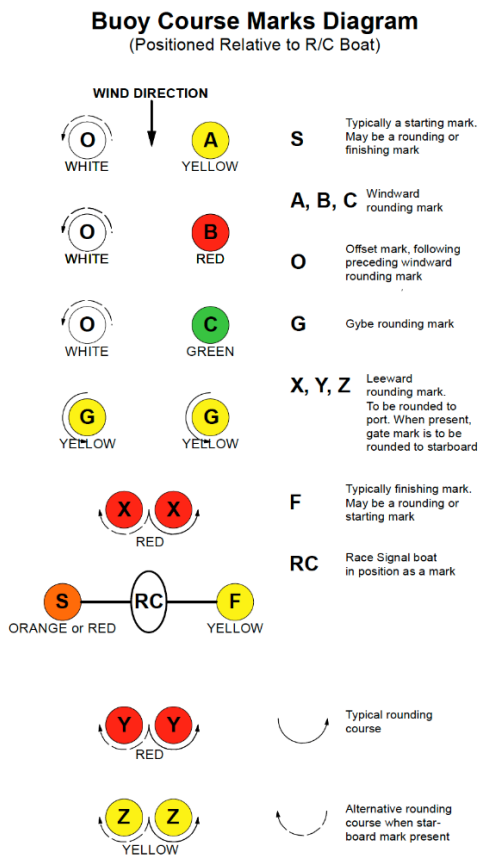 Buoy Course Marks Diagram
(Positioned Relative to R/C Boat)
WIND DIRECTION
O
WHITE
A
YELLOW
O
WHITE
B
RED
O
WHITE
C
GREEN
G
YELLOW
G
YELLOW
X X
RED
S
ORANGE or RED
RC
F
YELLOW
Y Y
RED
Z Z
YELLOW
S
Typically a starting mark.
May be a rounding or
finishing mark
A, B, C
Windward
rounding mark
O
Offset mark, following
preceding windward
rounding mark
G
Gybe rounding mark
X, Y, Z
Leeward
rounding mark.
To be rounded to
port. When present,
gate mark is to be
rounded to starboard
F
Typically finishing mark.
May be a rounding or
starting mark
RC
Race Signal boat
in position as a mark
Typical rounding
course
Alternative rounding
course when star-
board mark present